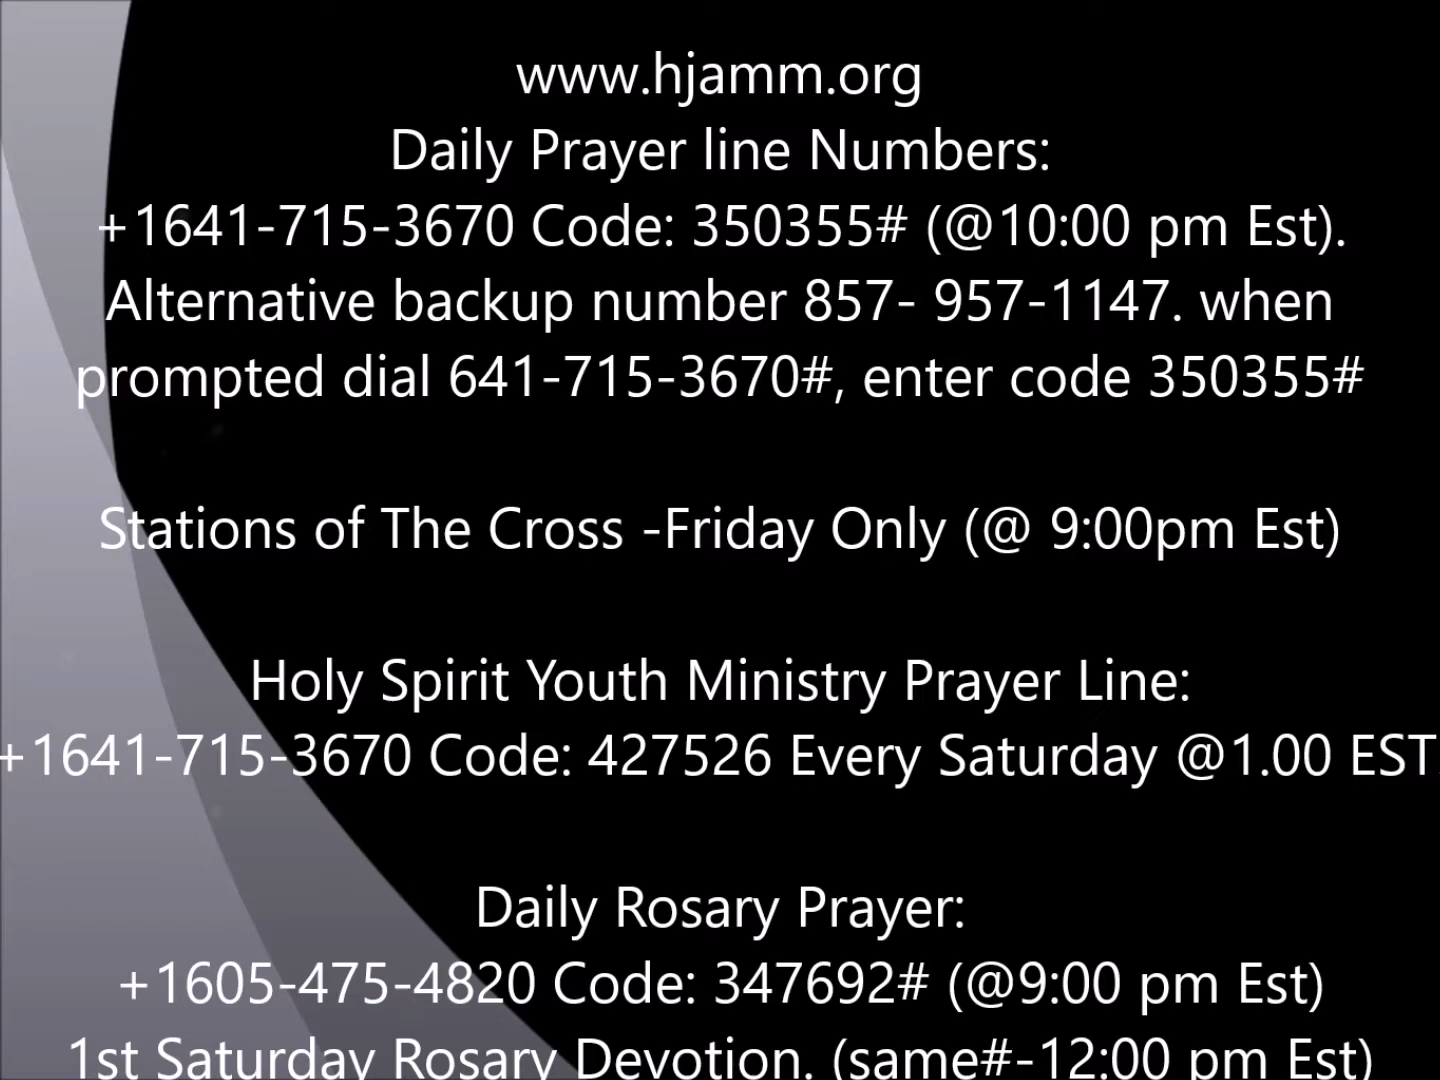 www.hjamm.org
Daily Prayer line Numbers:
+1641-715-3670 Code: 350355# (@10:00 pm Est).
Alternative backup number 857- 957-1147. when
prompted dial 641-715-3670#, enter code 350355#
Stations of The Cross -Friday Only (@ 9:00pm Est)
Holy Spirit Youth Ministry Prayer Line:
+1641-715-3670 Code: 427526 Every Saturday @1.00 EST
Daily Rosary Prayer:
+1605-475-4820 Code: 347692# (@9:00 pm Est)
1st Saturday Rosary Devotion. (same#-12:00 pm Est)